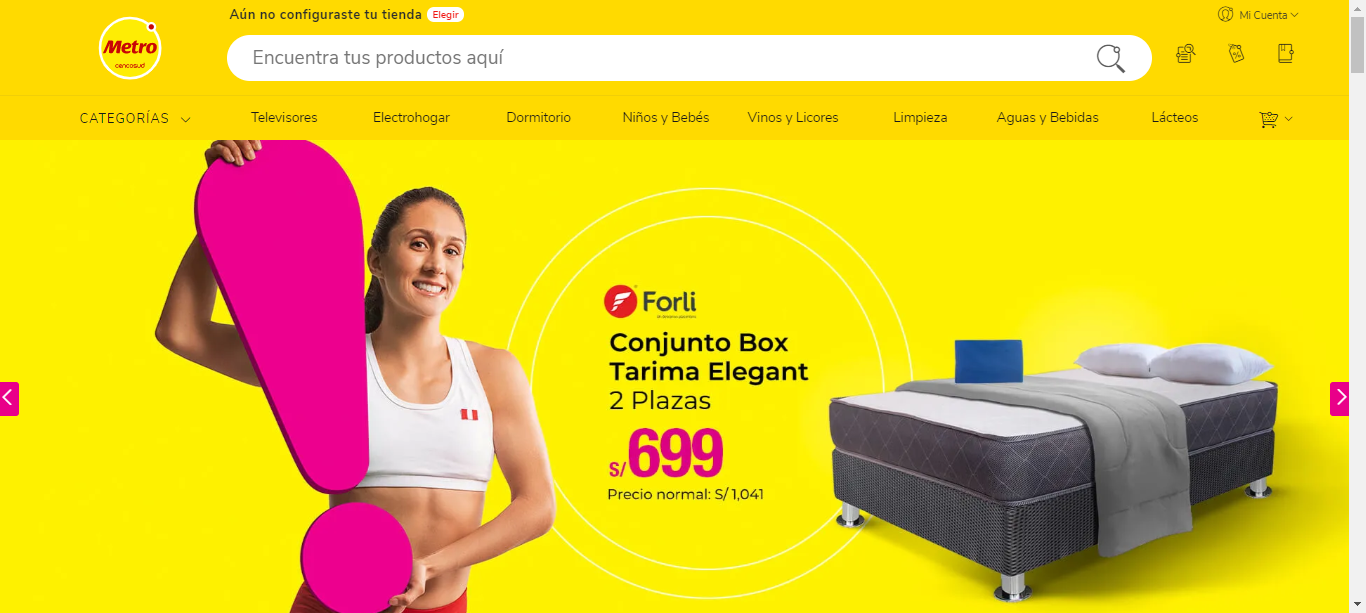 Aún no configuraste tu tienda Elegir
Mi Cuenta
Metro
cencosud
Encuentra tus productos aquí
CATEGORÍAS
Televisores
Electrohogar
Dormitorio
Niños y Bebés
Vinos y Licores
Limpieza
Aguas y Bebidas
Lácteos
Forli
Conjunto Box
Tarima Elegant
2 Plazas
S/699
Precio normal: S/ 1,041